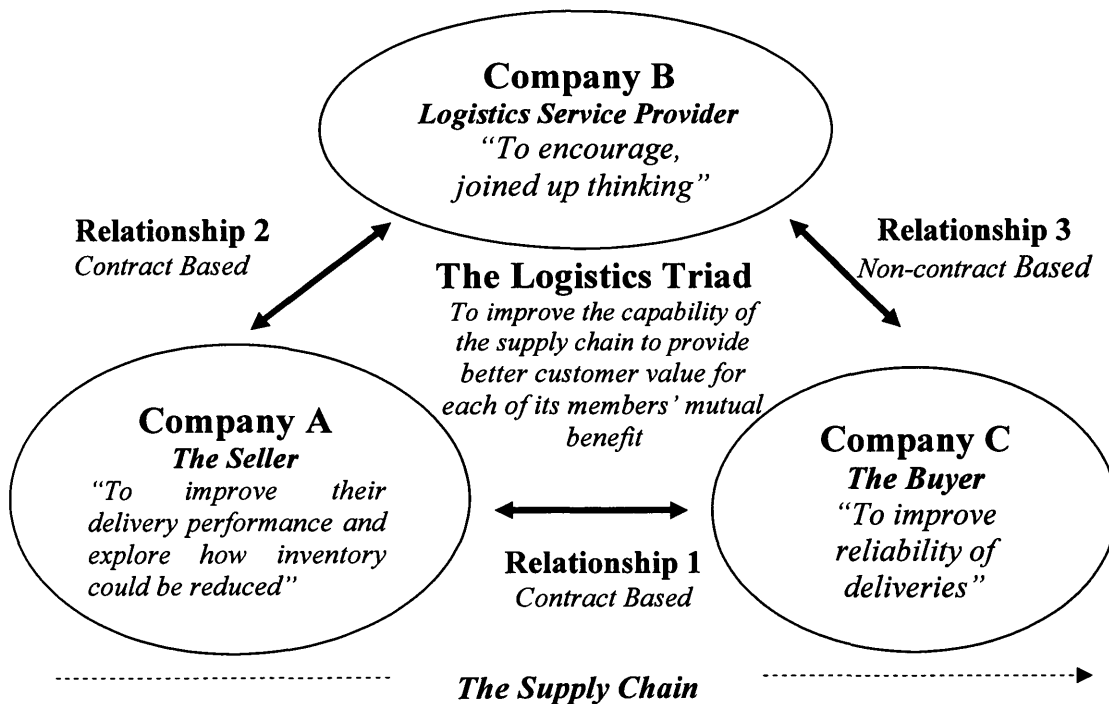 Company B
Logistics Service Provider
“To encourage,
joined up thinking”
Relationship 2
Contract Based
Relationship 3
Non-contract Based
The Logistics Triad
To improve the capability of
the supply chain to provide
better customer value for
each of its members’ mutual
benefit
Company A
The Seller
“To improve their
delivery performance and
explore how inventory
could be reduced”
Company C
The Buyer
“To improve
reliability of
deliveries”
Relationship 1
Contract Based
The Supply Chain